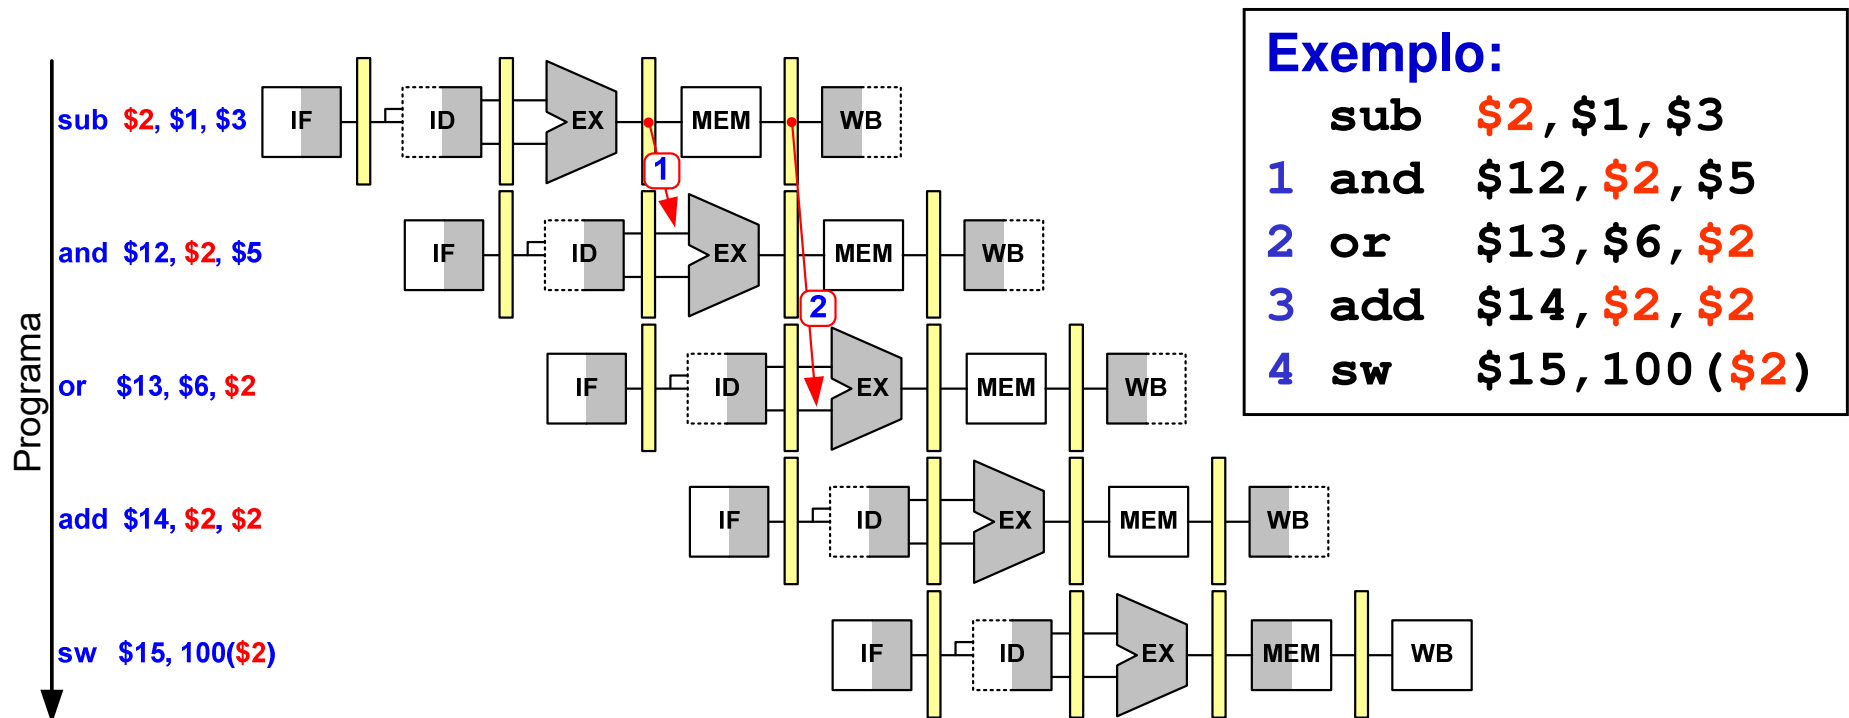 Exemplo:
sub $2,$1,$3
1 and $12,$2,$5
2 or $13,$6,$2
3 add $14,$2,$2
4 sw $15,100($2)
Programa
sub $2, $1, $3 IF ID EX MEM WB
1
and $12, $2, $5 IF ID EX MEM WB
2
or $13, $6, $2 IF ID EX MEM WB
add $14, $2, $2 IF ID EX MEM WB
sw $15, 100($2) IF ID EX MEM WB